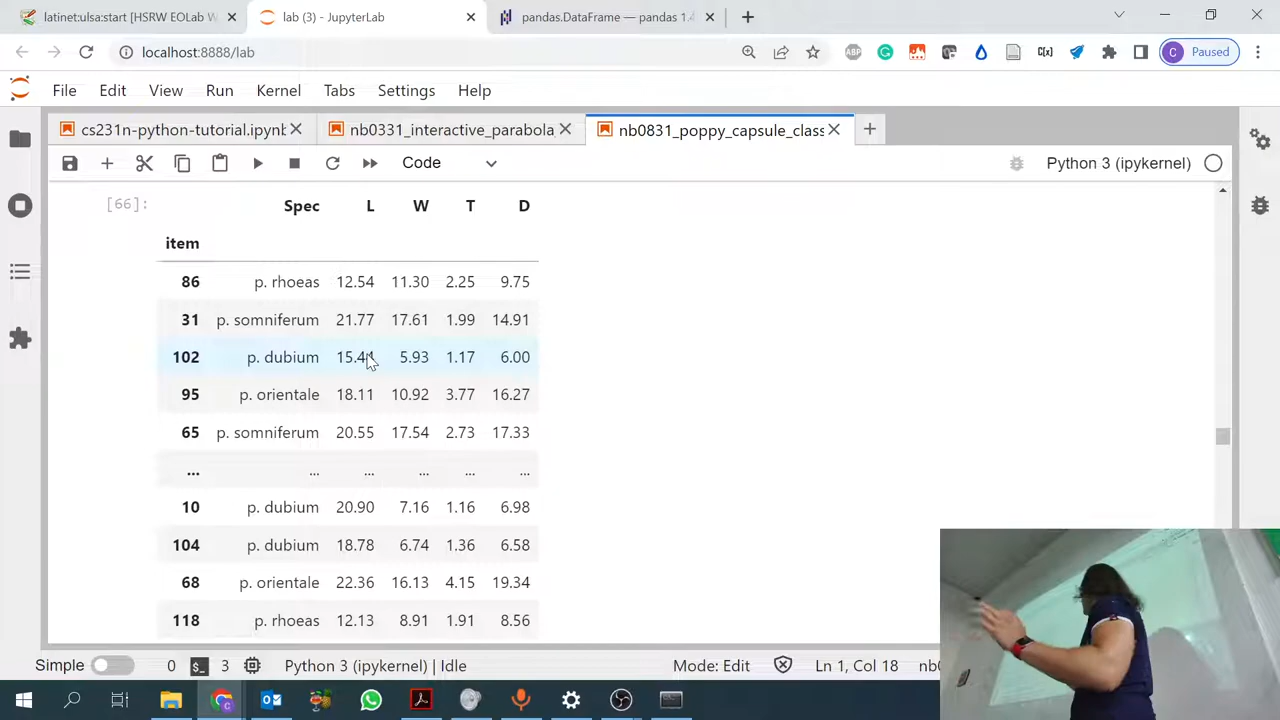 latinet:ulsa:start [HSRW EOLab W
lab (3) - JupyterLab
pandas.DataFrame — pandas 1.4
localhost:8888/lab
ABP
C[x]
C Paused
File Edit View Run Kernel Tabs Settings Help
cs231n-python-tutorial.ipynb
nb0331_interactive_parabola
nb0831_poppy_capsule_class
Code
Python 3 (ipykernel)
[66]:
Spec L W T D
item
86 p. rhoeas 12.54 11.30 2.25 9.75
31 p. somniferum 21.77 17.61 1.99 14.91
102 p. dubium 15.4 5.93 1.17 6.00
95 p. orientale 18.11 10.92 3.77 16.27
65 p. somniferum 20.55 17.54 2.73 17.33
... ... ... ... ... ...
10 p. dubium 20.90 7.16 1.16 6.98
104 p. dubium 18.78 6.74 1.36 6.58
68 p. orientale 22.36 16.13 4.15 19.34
118 p. rhoeas 12.13 8.91 1.91 8.56
Simple 0 3 Python 3 (ipykernel) | Idle Mode: Edit Ln 1, Col 18 nb